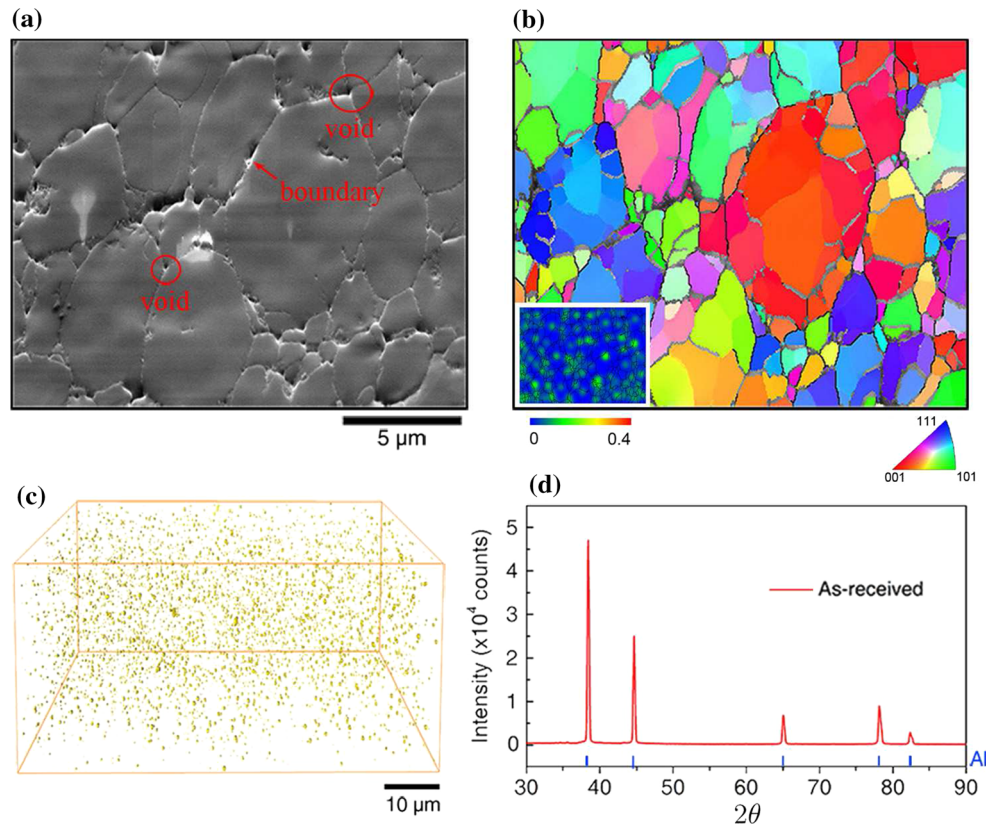 (a)
void
boundary
void
5 µm
(b)
0 0.4
111
001 101
(c)
10 µm
(d)
Intensity (x10⁴ counts)
5
4
3
2
1
0
As-received
Al
30 40 50 60 70 80 90
2θ